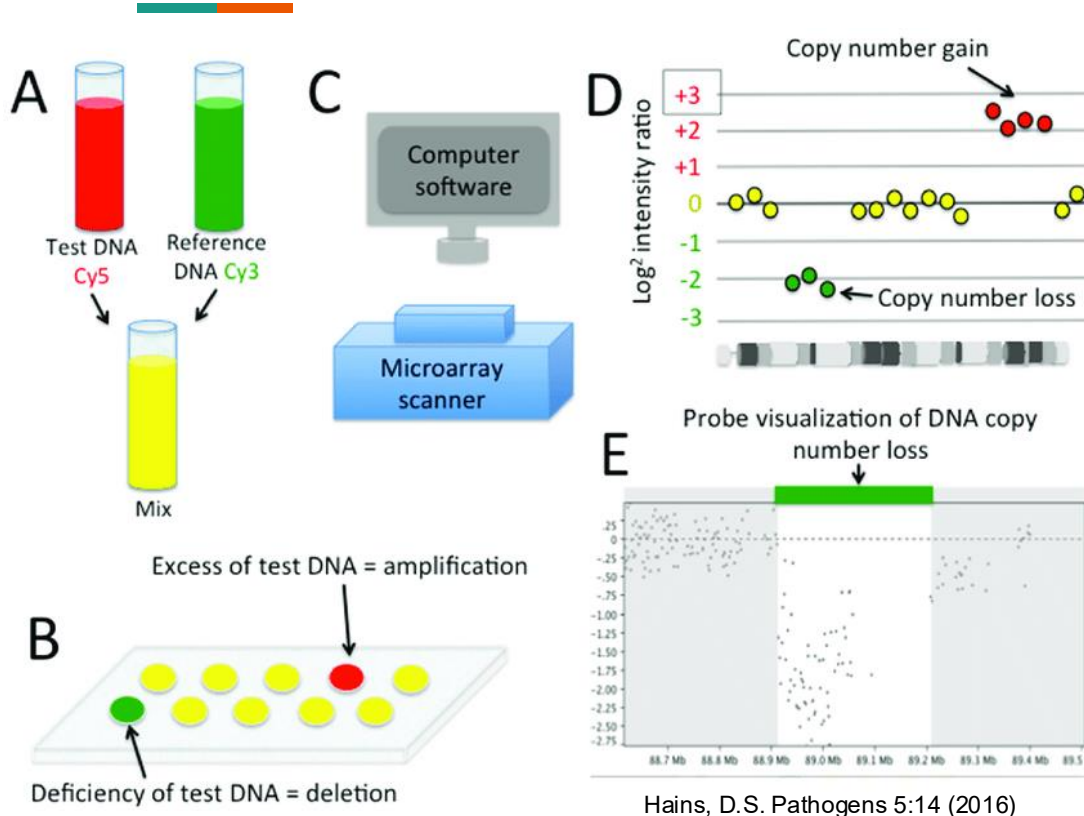 A
Test DNA
Cy5
Reference
DNA Cy3
Mix
B
Excess of test DNA = amplification
Deficiency of test DNA = deletion
C
Computer
software
Microarray
scanner
D
Copy number gain
Log² intensity ratio
+3
+2
+1
0
-1
-2
-3
Copy number loss
Probe visualization of DNA copy
number loss
E
.25
0
-.25
-.50
-.75
-1.00
-1.25
-1.50
-1.75
-2.00
-2.25
-2.50
-2.75
88.7 Mb 88.8 Mb 88.9 Mb 89.0 Mb 89.1 Mb 89.2 Mb 89.3 Mb 89.4 Mb 89.5
Hains, D.S. Pathogens 5:14 (2016)